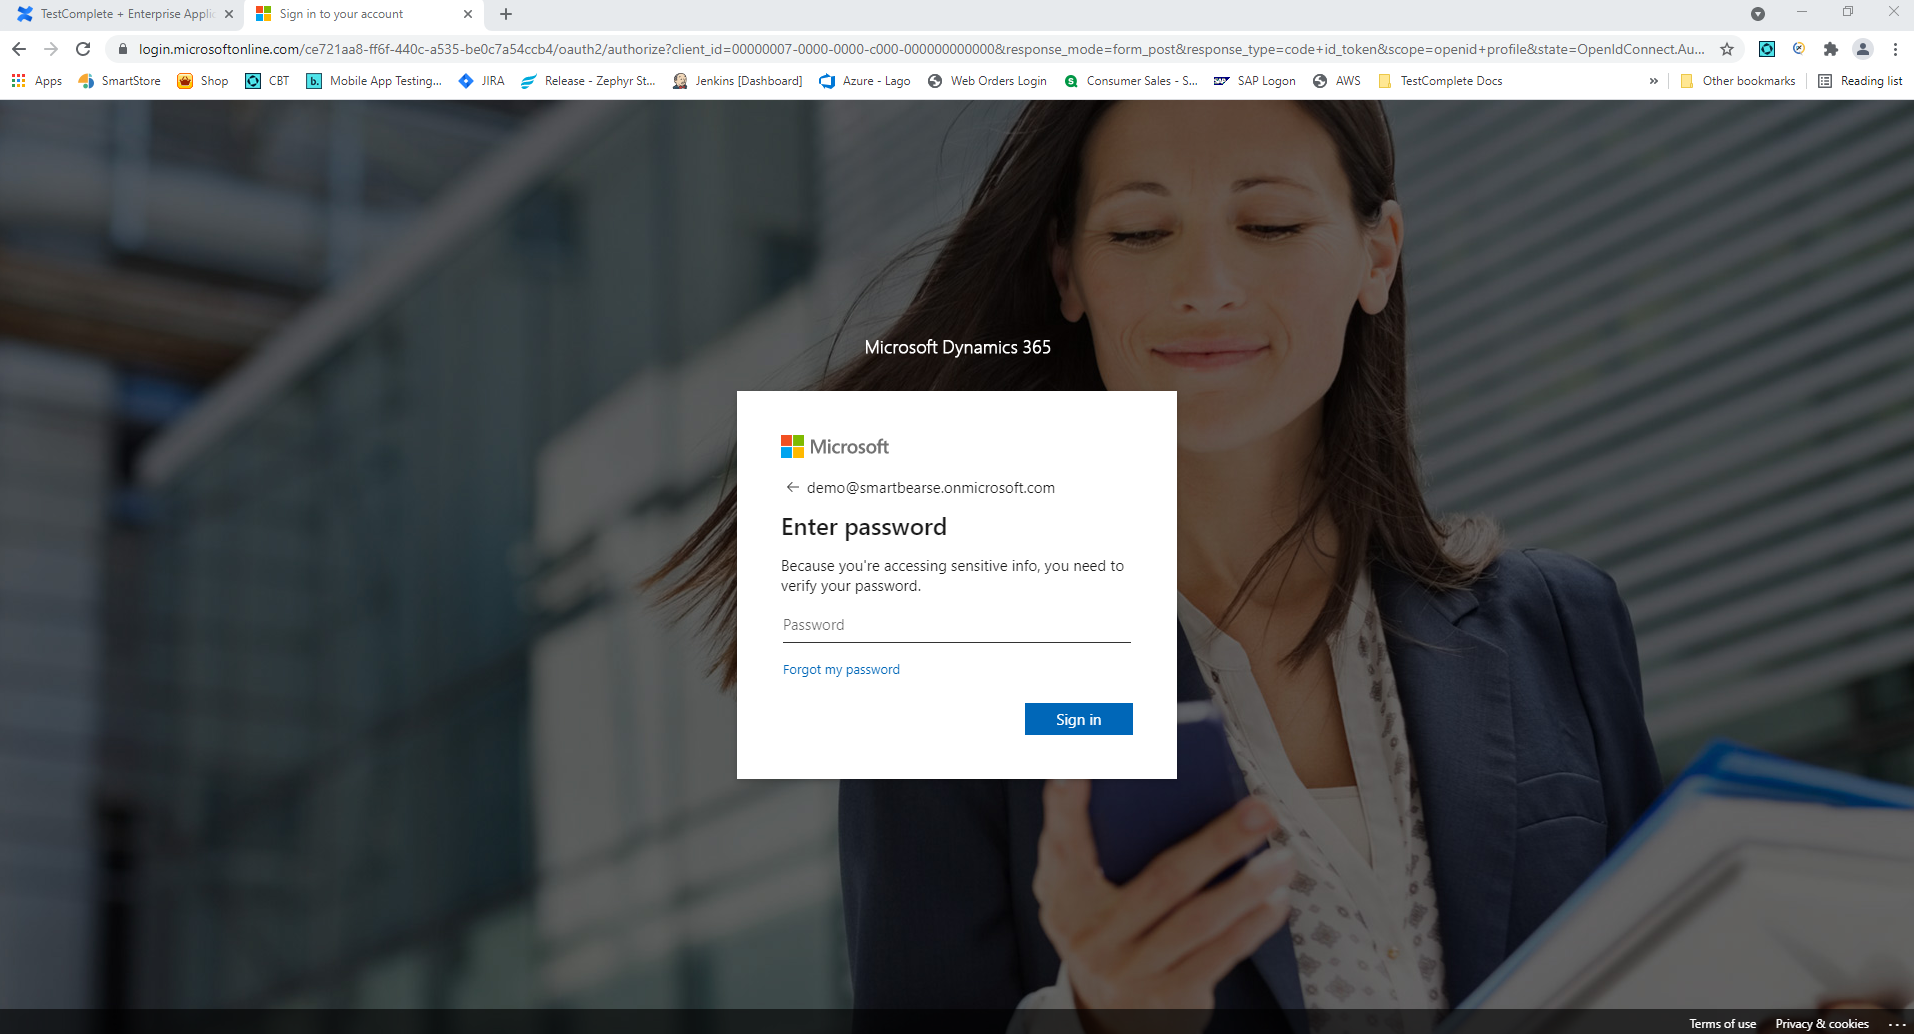 TestComplete + Enterprise Applic
Sign in to your account
login.microsoftonline.com/ce721aa8-ff6f-440c-a535-be0c7a54ccb4/oauth2/authorize?client_id=00000007-0000-0000-c000-000000000000&response_mode=form_post&response_type=code+id_token&scope=openid+profile&state=OpenIdConnect.Au...
Apps SmartStore Shop CBT b. Mobile App Testing... JIRA Release - Zephyr St... Jenkins [Dashboard] Azure - Lago Web Orders Login S Consumer Sales - S... SAP SAP Logon AWS TestComplete Docs » Other bookmarks Reading list
Microsoft Dynamics 365
Microsoft
demo@smartbearse.onmicrosoft.com
Enter password
Because you're accessing sensitive info, you need to
verify your password.
Password
Forgot my password
Sign in
Terms of use Privacy & cookies ...